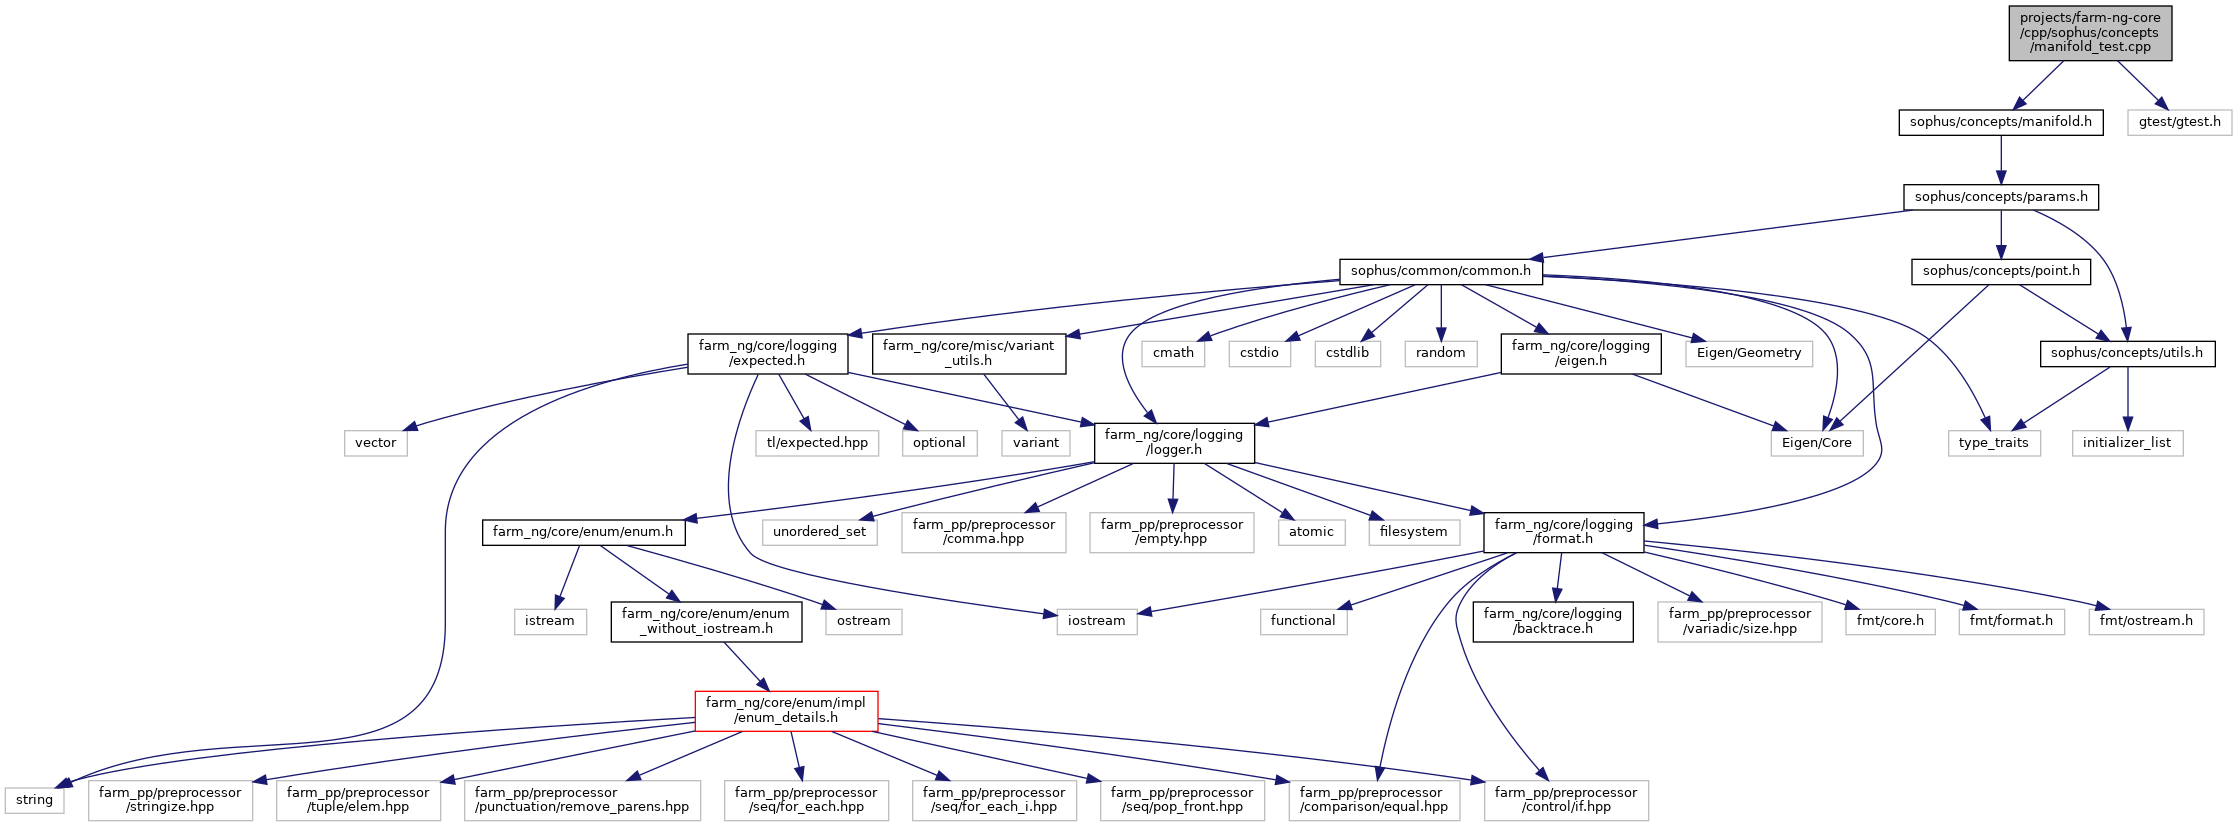 projects/farm-ng-core
/cpp/sophus/concepts
/manifold_test.cpp
sophus/concepts/manifold.h
gtest/gtest.h
sophus/concepts/params.h
sophus/common/common.h
sophus/concepts/point.h
farm_ng/core/logging
/expected.h
farm_ng/core/misc/variant
_utils.h
cmath
cstdio
cstdlib
random
farm_ng/core/logging
/eigen.h
Eigen/Geometry
sophus/concepts/utils.h
vector
tl/expected.hpp
optional
variant
farm_ng/core/logging
/logger.h
Eigen/Core
type_traits
initializer_list
farm_ng/core/enum/enum.h
unordered_set
farm_pp/preprocessor
/comma.hpp
farm_pp/preprocessor
/empty.hpp
atomic
filesystem
farm_ng/core/logging
/format.h
istream
farm_ng/core/enum/enum
_without_iostream.h
ostream
iostream
functional
farm_ng/core/logging
/backtrace.h
farm_pp/preprocessor
/variadic/size.hpp
fmt/core.h
fmt/format.h
fmt/ostream.h
farm_ng/core/enum/impl
/enum_details.h
string
farm_pp/preprocessor
/stringize.hpp
farm_pp/preprocessor
/tuple/elem.hpp
farm_pp/preprocessor
/punctuation/remove_parens.hpp
farm_pp/preprocessor
/seq/for_each.hpp
farm_pp/preprocessor
/seq/for_each_i.hpp
farm_pp/preprocessor
/seq/pop_front.hpp
farm_pp/preprocessor
/comparison/equal.hpp
farm_pp/preprocessor
/control/if.hpp